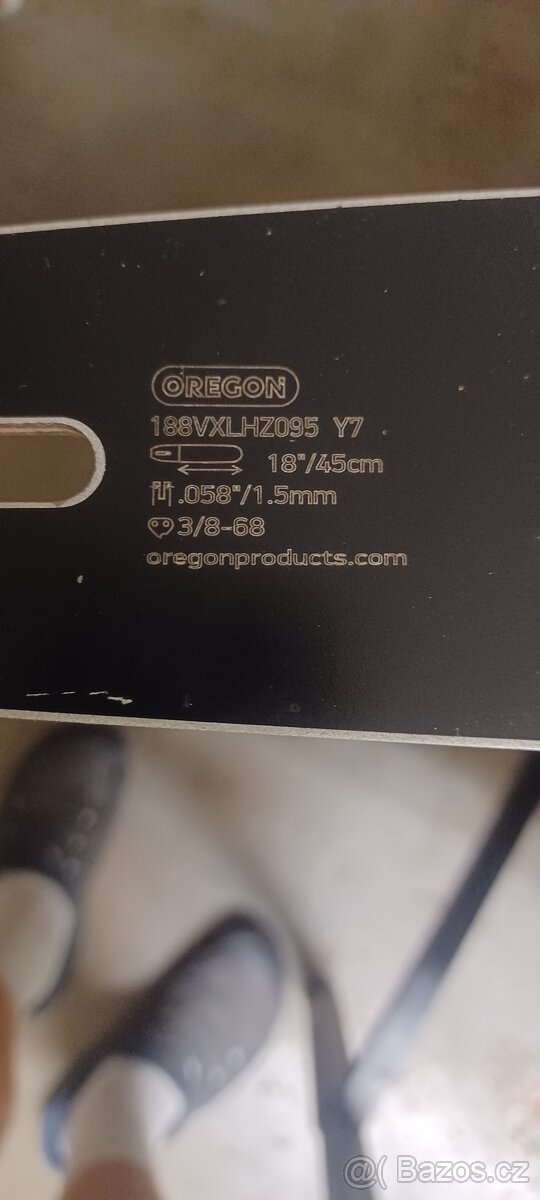 OREGON
188VXLHZ095 Y7
18"/45cm
.058"/1.5mm
3/8-68
oregonproducts.com
@( Bazos.cz